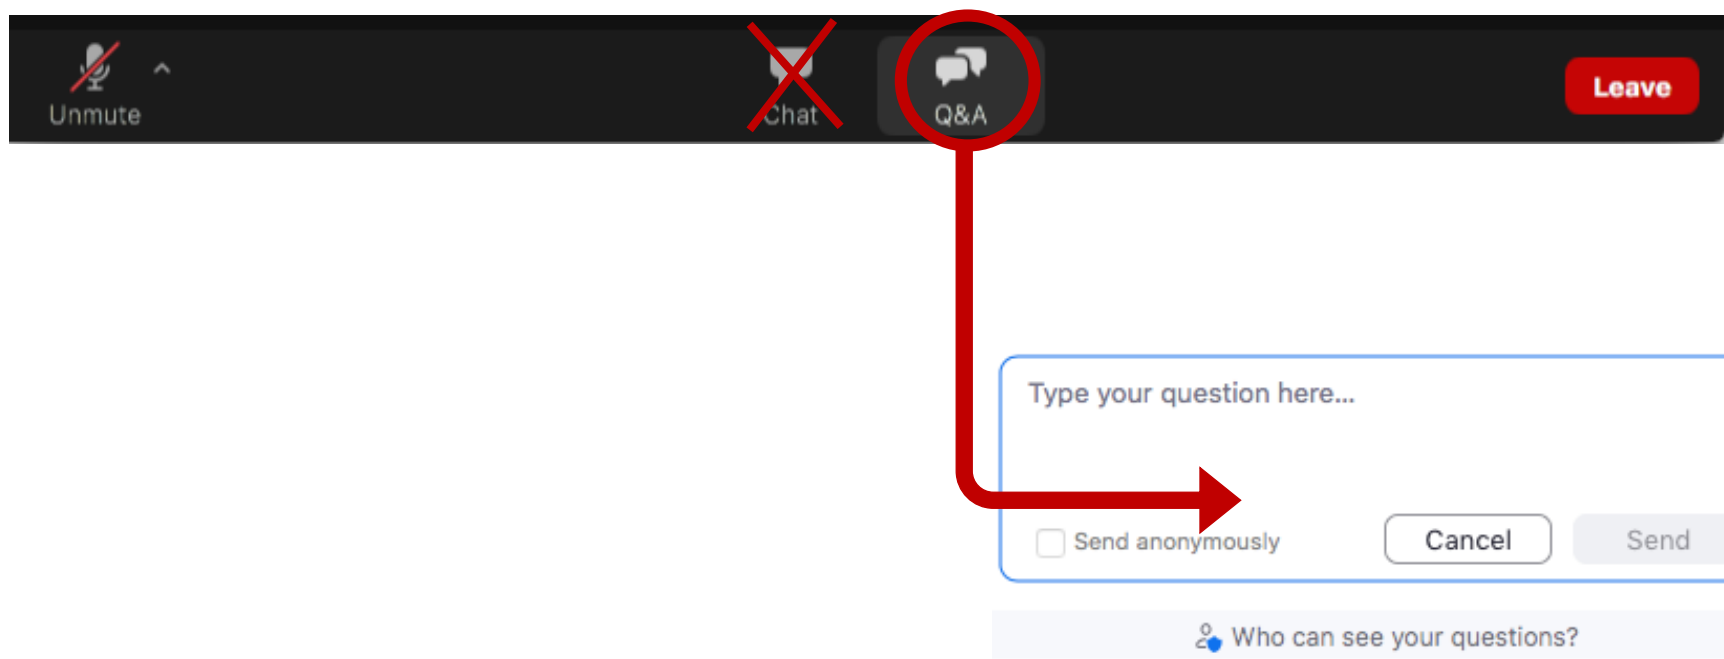 Unmute
Chat
Q&A
Leave
Type your question here...
Send anonymously
Cancel
Send
Who can see your questions?